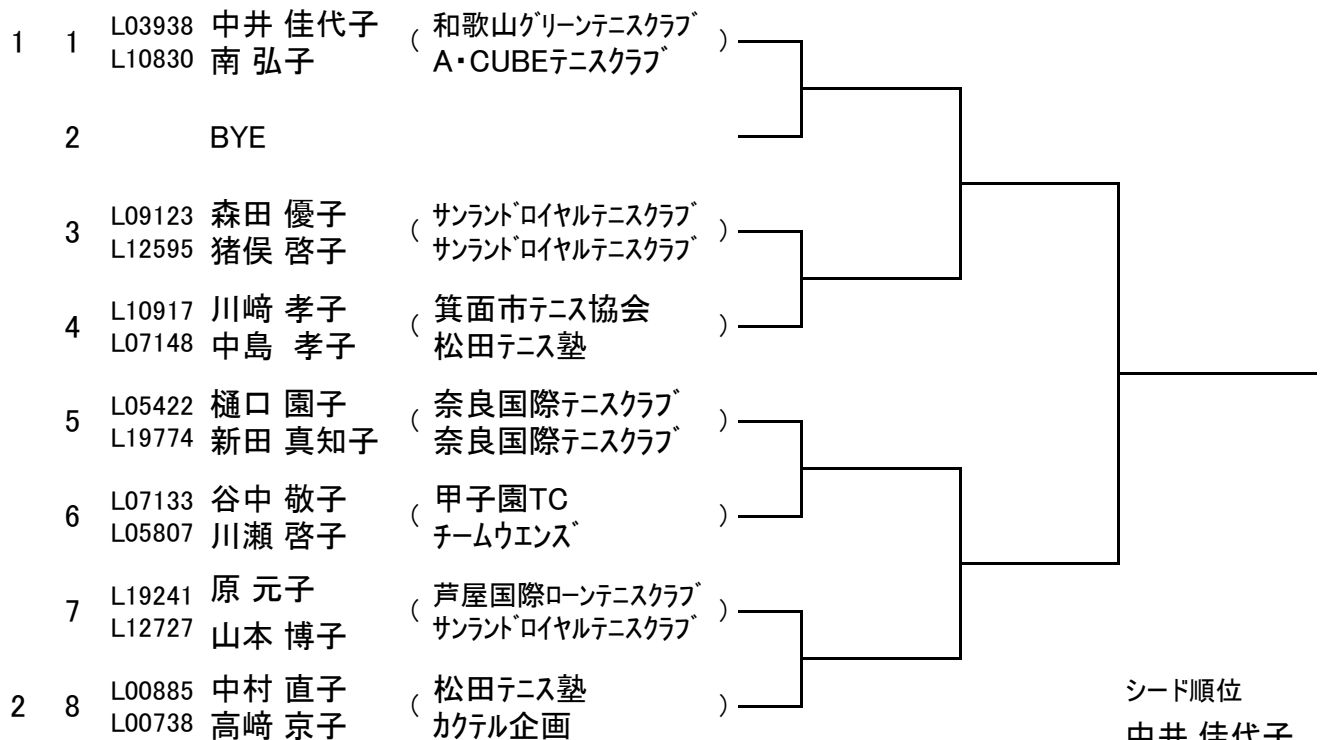 1 1 L03938 中井 佳代子 ( 和歌山グリーンテニスクラブ )
L10830 南 弘子 A・CUBEテニスクラブ
2 BYE
3 L09123 森田 優子 ( サンランドロイヤルテニスクラブ )
L12595 猪俣 啓子 サンランドロイヤルテニスクラブ
4 L10917 川﨑 孝子 ( 箕面市テニス協会 )
L07148 中島 孝子 松田テニス塾
5 L05422 樋口 園子 ( 奈良国際テニスクラブ )
L19774 新田 真知子 奈良国際テニスクラブ
6 L07133 谷中 敬子 ( 甲子園TC )
L05807 川瀬 啓子 チームウエンズ
7 L19241 原 元子 ( 芦屋国際ローンテニスクラブ )
L12727 山本 博子 サンランドロイヤルテニスクラブ
2 8 L00885 中村 直子 ( 松田テニス塾 )
L00738 高﨑 京子 カクテル企画
シード順位
中井 佳代子